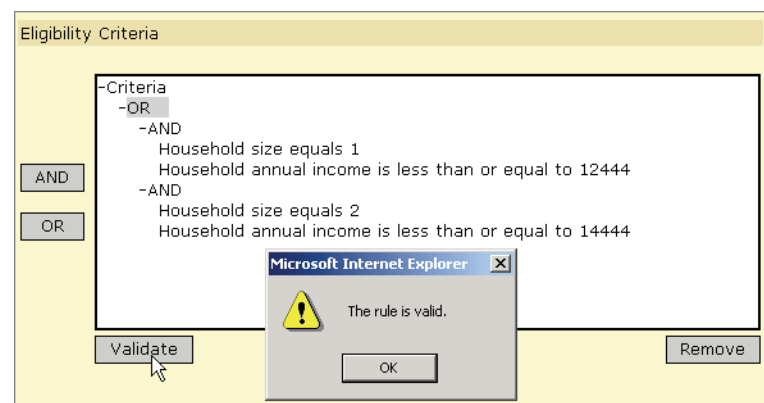 Eligibility Criteria
-Criteria
-OR
-AND
Household size equals 1
Household annual income is less than or equal to 12444
AND
-AND
Household size equals 2
OR
Household annual income is less than or equal to 14444
Microsoft Internet Explorer
The rule is valid.
OK
Validate
Remove